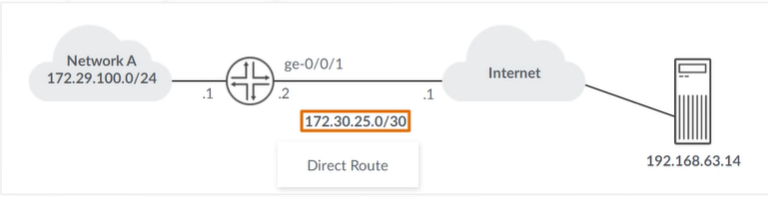 Network A
172.29.100.0/24
ge-0/0/1
Internet
.1
.2
.1
172.30.25.0/30
Direct Route
192.168.63.14